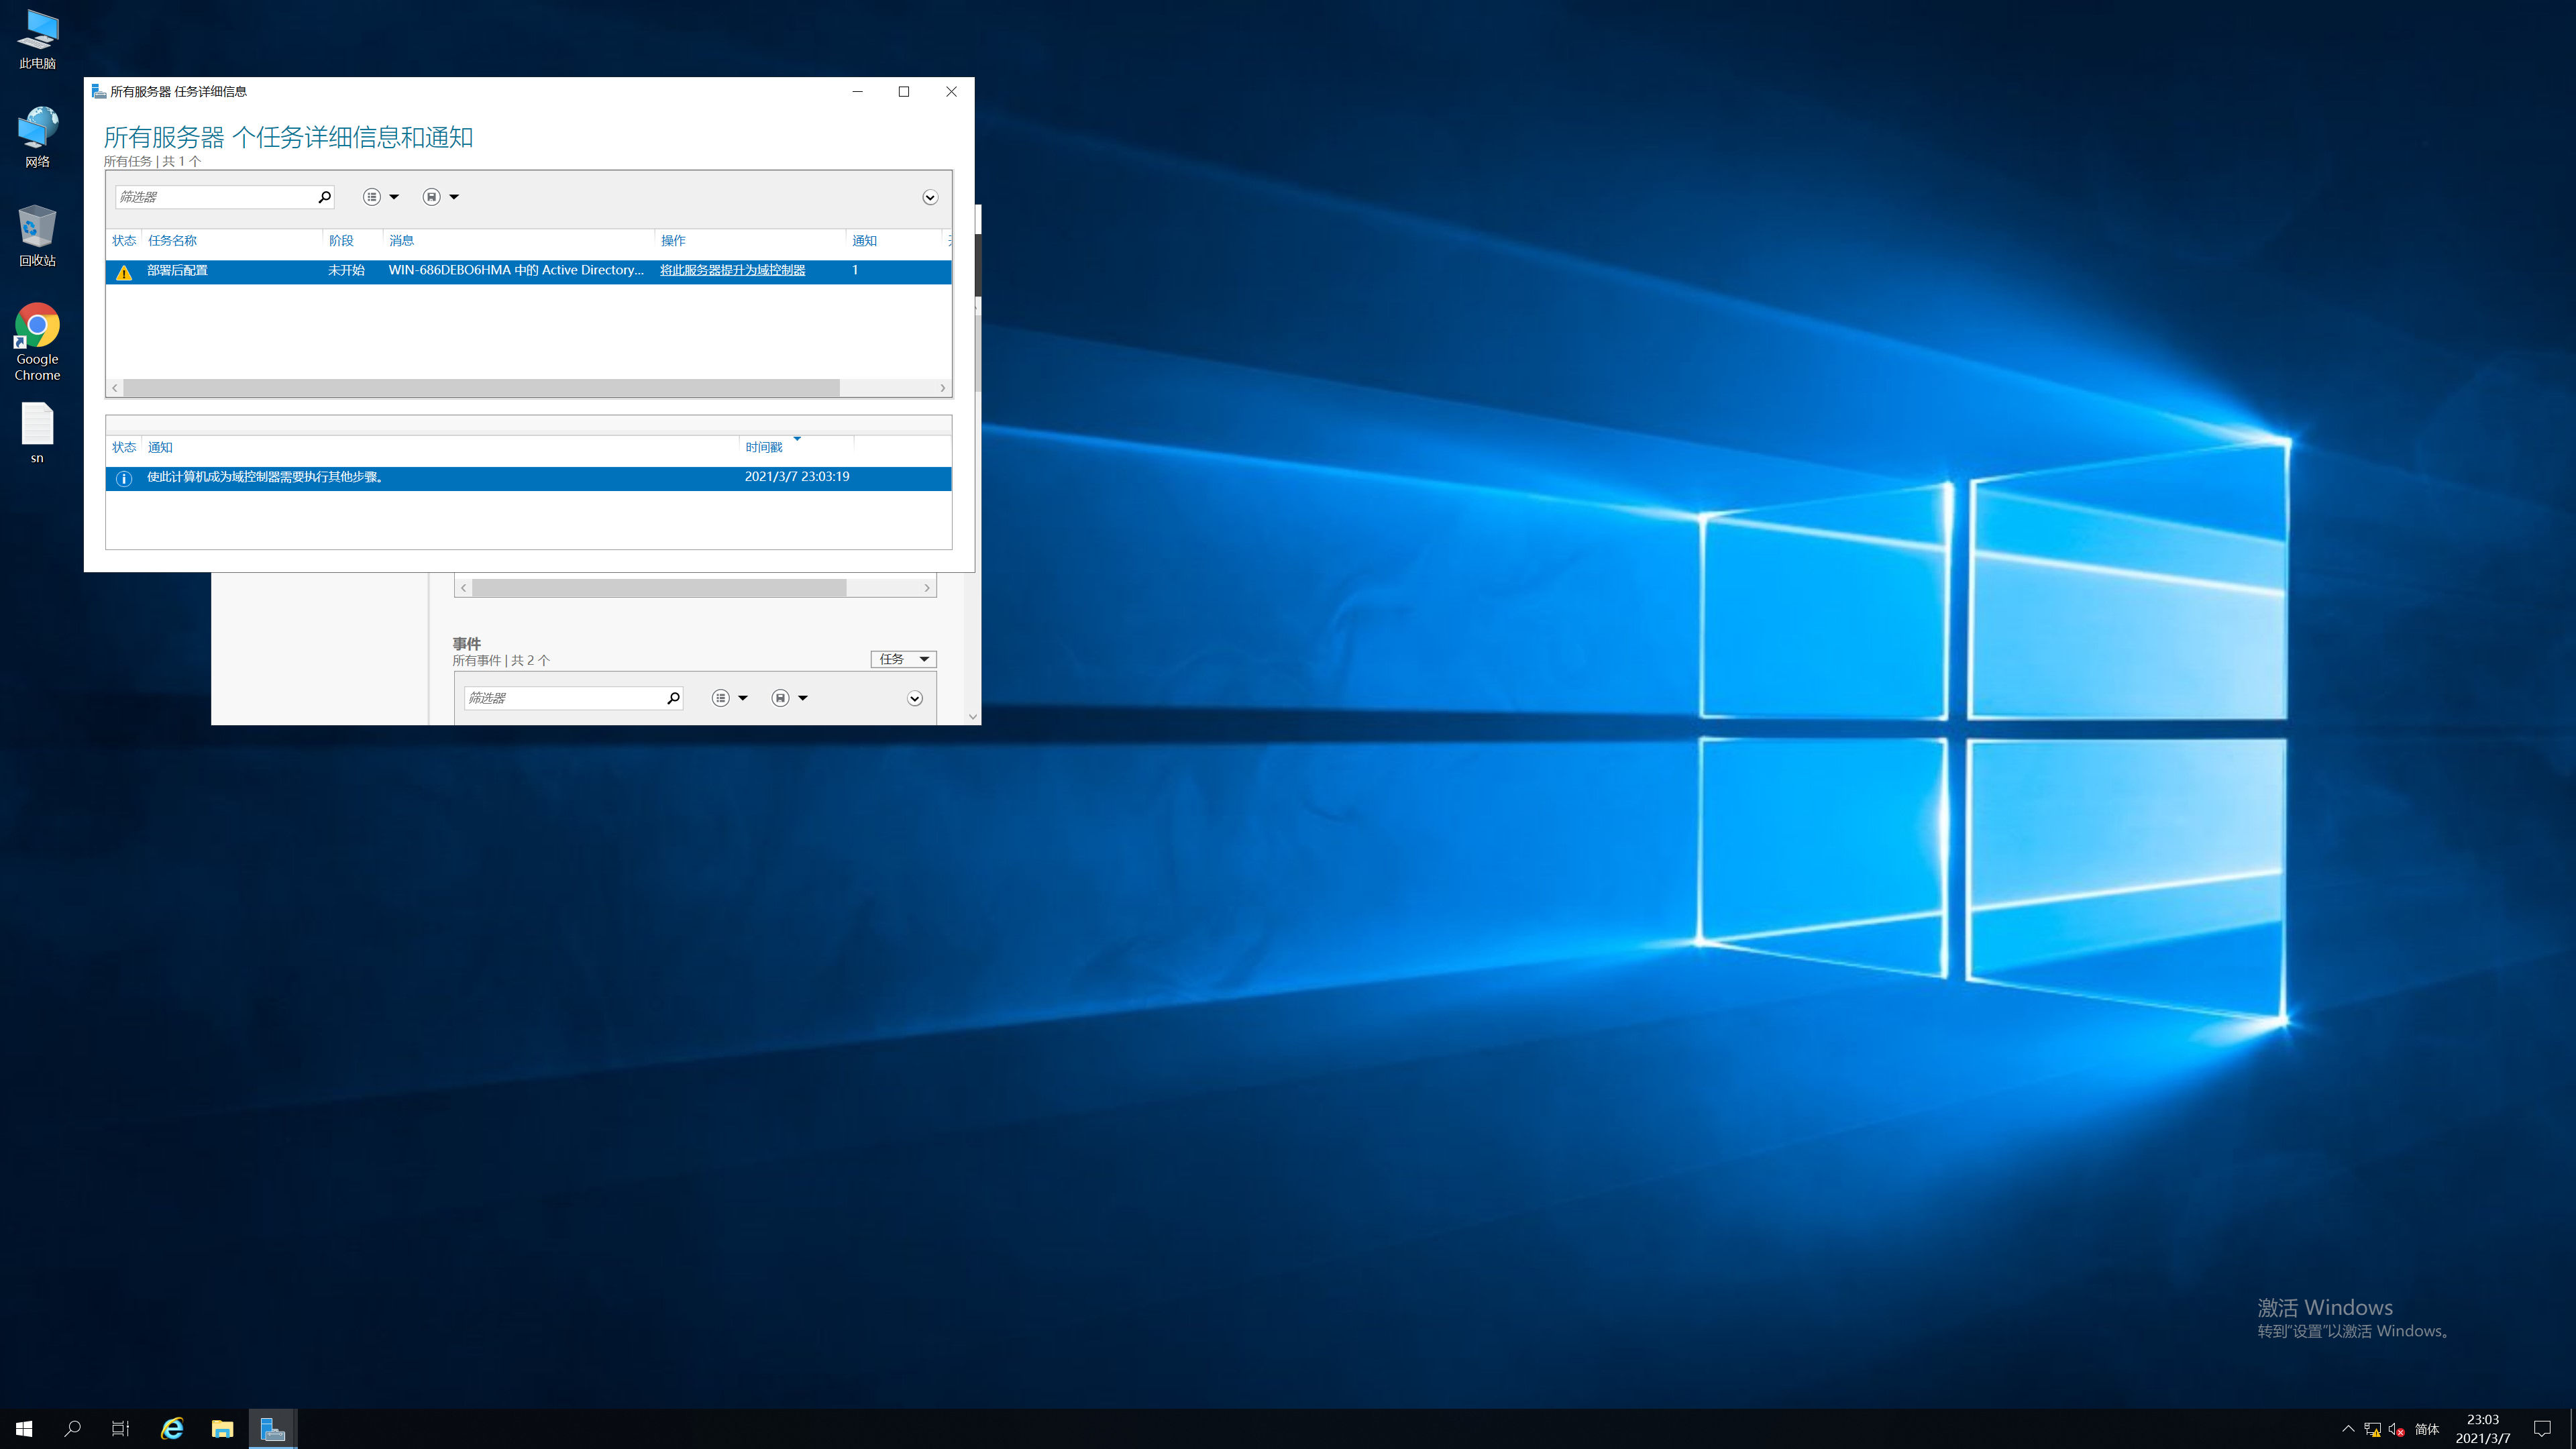 此电脑
网络
回收站
Google
Chrome
sn
所有服务器 任务详细信息
所有服务器 个任务详细信息和通知
所有任务 | 共 1 个
筛选器
状态 任务名称 阶段 消息 操作 通知
部署后配置 未开始 WIN-686DEBO6HMA 中的 Active Directory... 将此服务器提升为域控制器 1
状态 通知 时间戳
使此计算机成为域控制器需要执行其他步骤。 2021/3/7 23:03:19
事件
所有事件 | 共 2 个
任务
筛选器
激活 Windows
转到"设置"以激活 Windows。
简体
23:03
2021/3/7